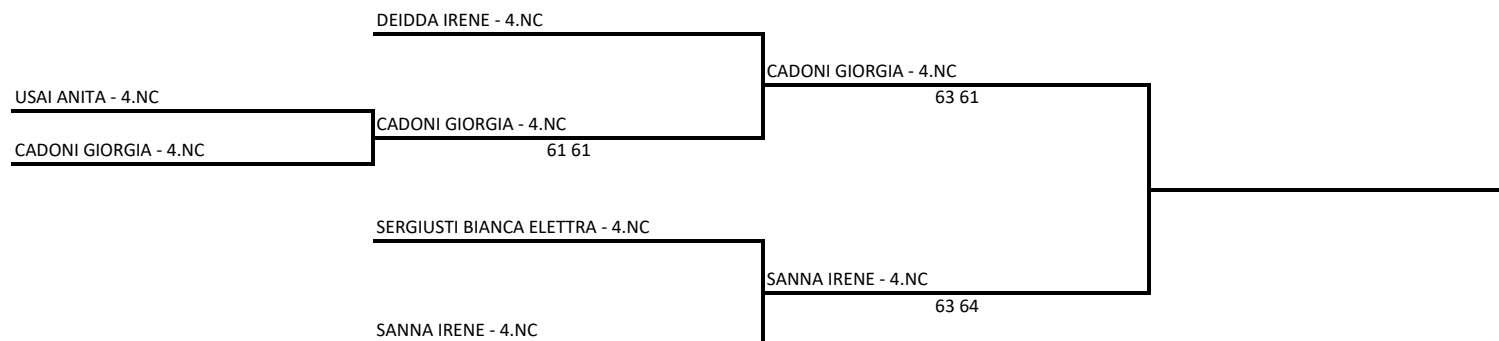 DEIDDA IRENE - 4.NC
CADONI GIORGIA - 4.NC
63 61
USAI ANITA - 4.NC
CADONI GIORGIA - 4.NC
61 61
CADONI GIORGIA - 4.NC
SERGIUSTI BIANCA ELETTRA - 4.NC
SANNA IRENE - 4.NC
63 64
SANNA IRENE - 4.NC